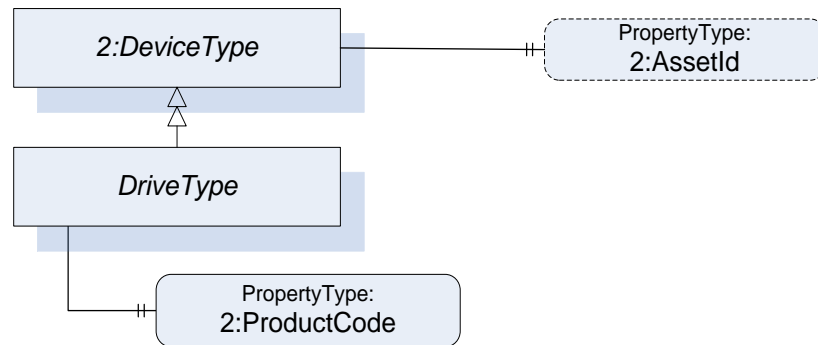 2:DeviceType
PropertyType:
2:AssetId
DriveType
PropertyType:
2:ProductCode